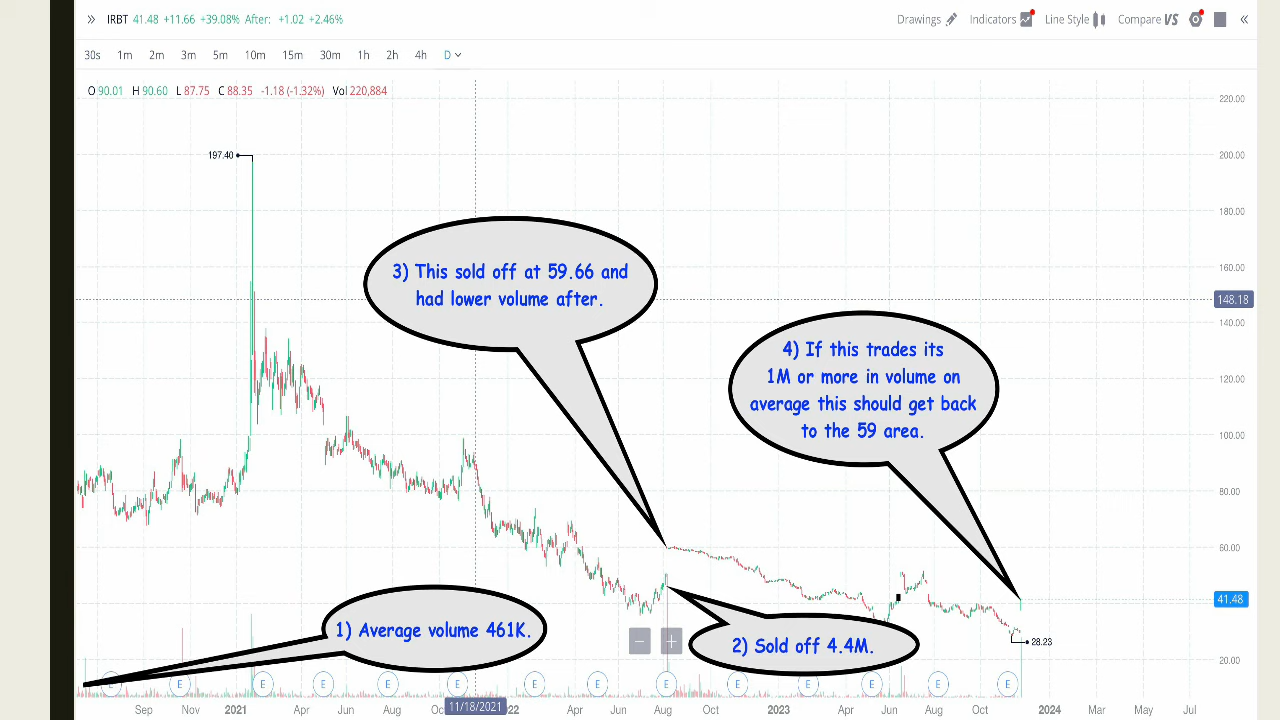 IRBT 41.48 +11.66 +39.08% After: +1.02 +2.46%
Drawings Indicators Line Style Compare VS
30s 1m 2m 3m 5m 10m 15m 30m 1h 2h 4h D
O 90.01 H 90.60 L 87.75 C 88.35 -1.18 (-1.32%) Vol 220,884
220.00
197.40
200.00
180.00
3) This sold off at 59.66 and
had lower volume after.
160.00
148.18
140.00
4) If this trades its
1M or more in volume on
average this should get back
to the 59 area.
120.00
100.00
80.00
60.00
41.48
1) Average volume 461K.
2) Sold off 4.4M.
28.23
20.00
E E E E E E E E E E E E E E
Sep Nov 2021 Apr Jun Aug 11/18/2021 Apr Jun Aug Oct 2023 Apr Jun Aug Oct 2024 Mar Apr Jul